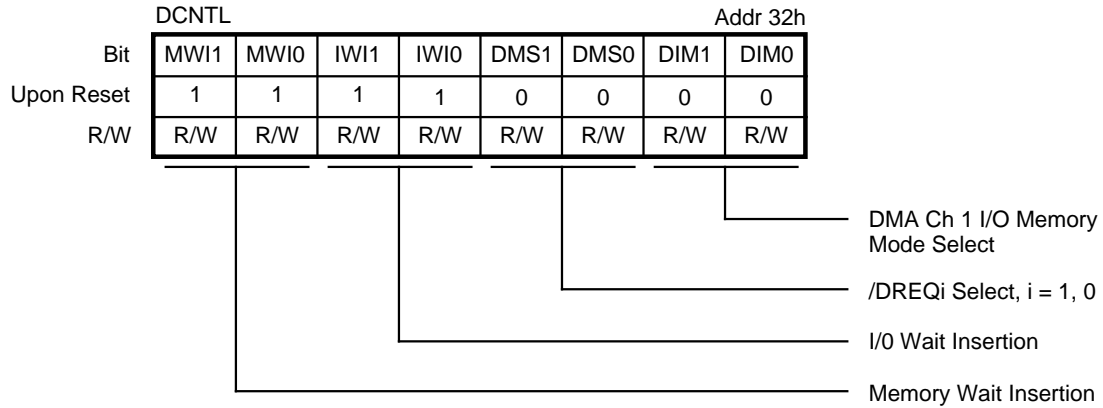 DCNTL Addr 32h
Bit MWI1 MWI0 IWI1 IWI0 DMS1 DMS0 DIM1 DIM0
Upon Reset 1 1 1 1 0 0 0 0
R/W R/W R/W R/W R/W R/W R/W R/W R/W
DMA Ch 1 I/O Memory
Mode Select
/DREQi Select, i = 1, 0
I/0 Wait Insertion
Memory Wait Insertion